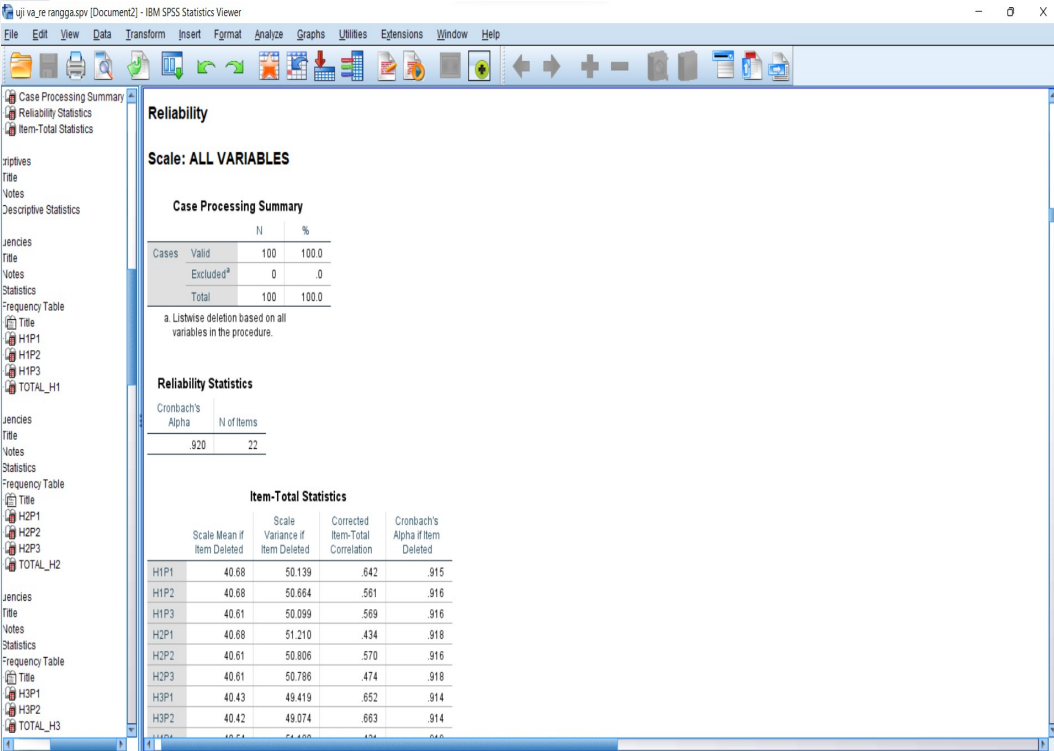 uji va_re rangga.spv [Document2] - IBM SPSS Statistics Viewer
File Edit View Data Transform Insert Format Analyze Graphs Utilities Extensions Window Help
Case Processing Summary
Reliability Statistics
Item-Total Statistics
criptives
Title
Notes
Descriptive Statistics
uencies
Title
Notes
Statistics
Frequency Table
Title
H1P1
H1P2
H1P3
TOTAL_H1
uencies
Title
Notes
Statistics
Frequency Table
Title
H2P1
H2P2
H2P3
TOTAL_H2
uencies
Title
Notes
Statistics
Frequency Table
Title
H3P1
H3P2
TOTAL_H3
Reliability
Scale: ALL VARIABLES
Case Processing Summary
N %
Cases Valid 100 100.0
Excludedª 0 .0
Total 100 100.0
a. Listwise deletion based on all
variables in the procedure.
Reliability Statistics
Cronbach's
Alpha N of Items
.920 22
Item-Total Statistics
Scale Mean if Item Deleted Scale Variance if Item Deleted Corrected Item-Total Correlation Cronbach's Alpha if Item Deleted
H1P1 40.68 50.139 .642 .915
H1P2 40.68 50.664 .561 .916
H1P3 40.61 50.099 .569 .916
H2P1 40.68 51.210 .434 .918
H2P2 40.61 50.806 .570 .916
H2P3 40.61 50.786 .474 .918
H3P1 40.43 49.419 .652 .914
H3P2 40.42 49.074 .663 .914